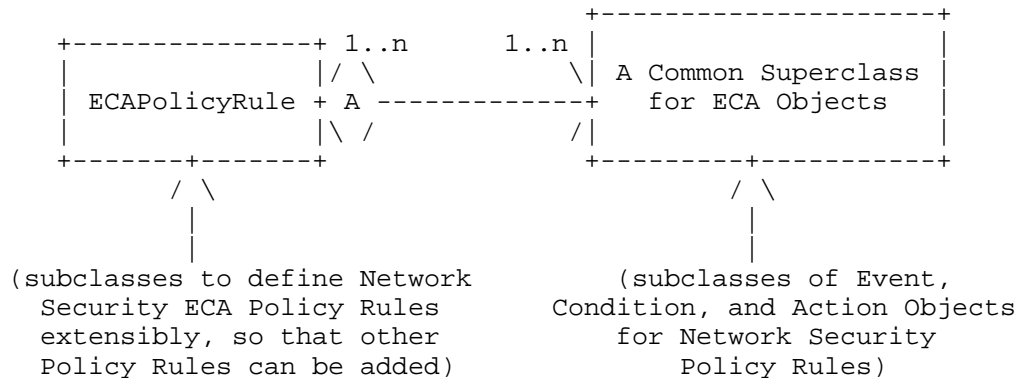 1..n 1..n
A Common Superclass
ECAPolicyRule A for ECA Objects
(subclasses to define Network (subclasses of Event,
Security ECA Policy Rules Condition, and Action Objects
extensibly, so that other for Network Security
Policy Rules can be added) Policy Rules)